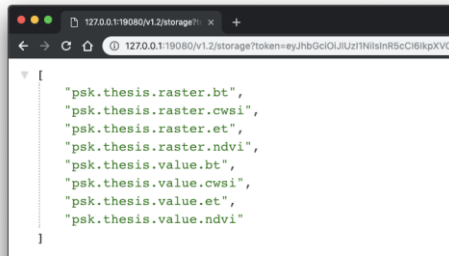 127.0.0.1:19080/v1.2/storage?t
127.0.0.1:19080/v1.2/storage?token=eyJhbGciOiJIUzI1NiIsInR5cCI6IkpXVC
[
"psk.thesis.raster.bt",
"psk.thesis.raster.cwsi",
"psk.thesis.raster.et",
"psk.thesis.raster.ndvi",
"psk.thesis.value.bt",
"psk.thesis.value.cwsi",
"psk.thesis.value.et",
"psk.thesis.value.ndvi"
]